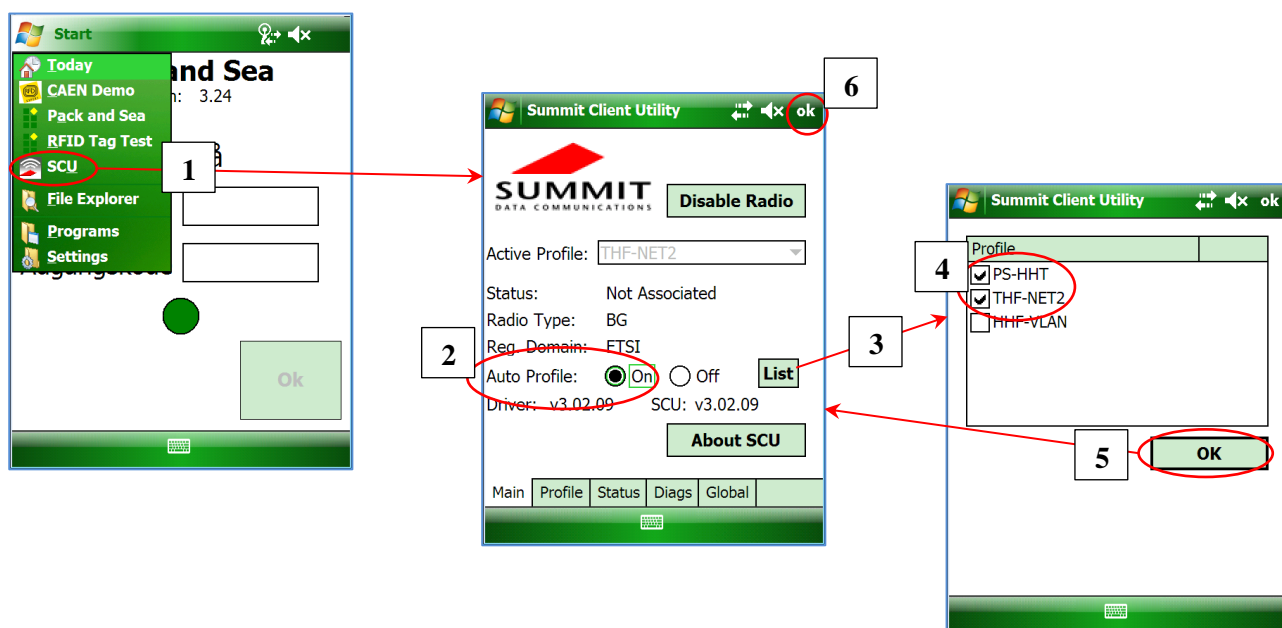 Start
Today
CAEN Demo
Pack and Sea
RFID Tag Test
SCU
File Explorer
Programs
Settings
and Sea
3.24
Ok
1
Summit Client Utility
ok
6
SUMMIT
DATA COMMUNICATIONS
Disable Radio
Active Profile: THF-NET2
Status: Not Associated
Radio Type: BG
Reg. Domain: ETSI
Auto Profile: On Off List
Driver: v3.02.09 SCU: v3.02.09
About SCU
Main Profile Status Diags Global
2
3
Summit Client Utility
ok
Profile
PS-HHT
THF-NET2
HHF-VLAN
4
OK
5